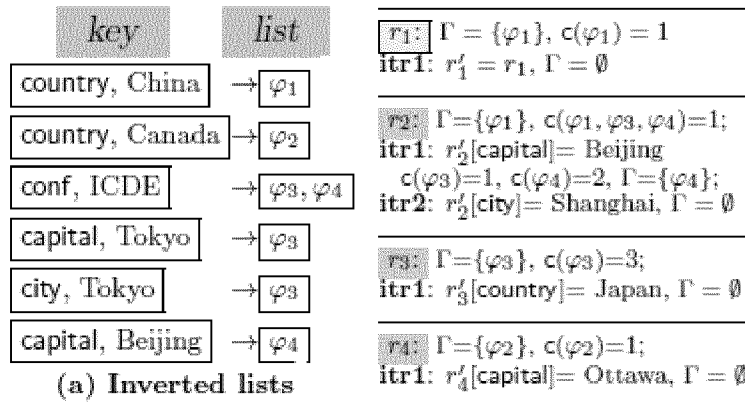 key list
country, China → φ₁
country, Canada → φ₂
conf, ICDE → φ₃, φ₄
capital, Tokyo → φ₃
city, Tokyo → φ₃
capital, Beijing → φ₄
(a) Inverted lists
r₁: Γ = {φ₁}, c(φ₁) = 1
itr1: r′₁ = r₁, Γ = ∅
r₂: Γ={φ₁}, c(φ₁, φ₃, φ₄)=1;
itr1: r′₂[capital]= Beijing
c(φ₃)=1, c(φ₄)=2, Γ={φ₄};
itr2: r′₂[city]= Shanghai, Γ = ∅
r₃: Γ={φ₃}, c(φ₃)=3;
itr1: r′₃[country]= Japan, Γ = ∅
r₄: Γ={φ₂}, c(φ₂)=1;
itr1: r′₄[capital]= Ottawa, Γ = ∅